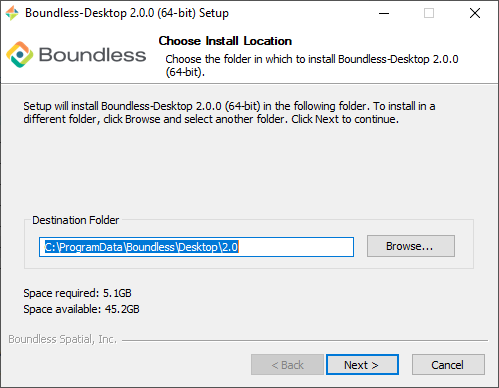 Boundless-Desktop 2.0.0 (64-bit) Setup
Boundless
Choose Install Location
Choose the folder in which to install Boundless-Desktop 2.0.0
(64-bit).
Setup will install Boundless-Desktop 2.0.0 (64-bit) in the following folder. To install in a
different folder, click Browse and select another folder. Click Next to continue.
Destination Folder
C:\ProgramData\Boundless\Desktop\2.0
Browse...
Space required: 5.1GB
Space available: 45.2GB
Boundless Spatial, Inc.
< Back
Next >
Cancel